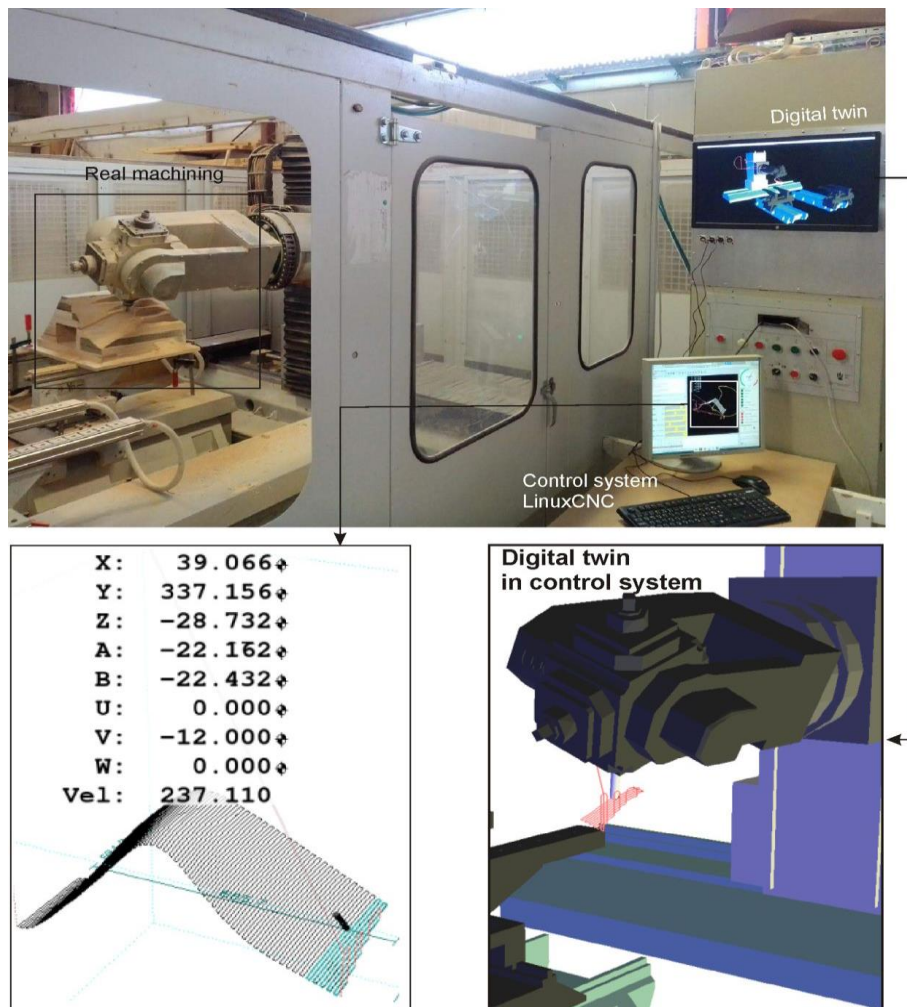 Digital twin
Real machining
Control system
LinuxCNC
X: 39.066
Y: 337.156
Z: -28.732
A: -22.162
B: -22.432
U: 0.000
V: -12.000
W: 0.000
Vel: 237.110
Digital twin
in control system